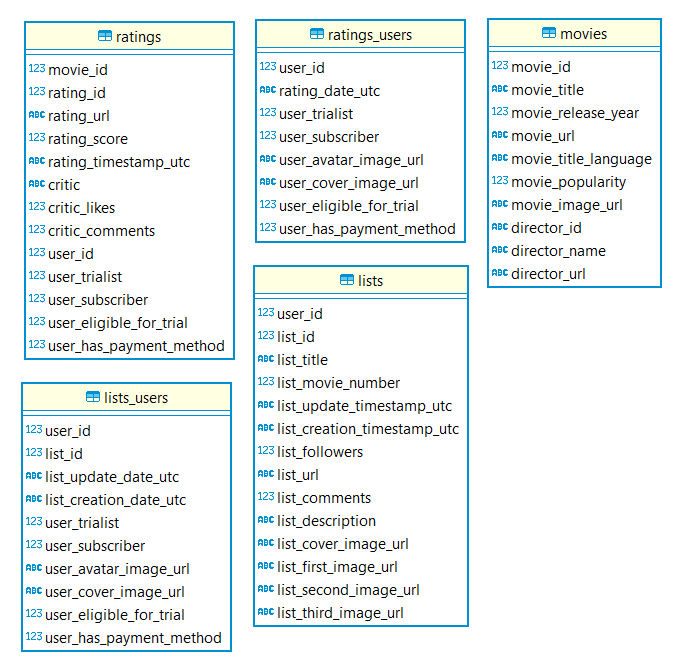 ratings
123 movie_id
123 rating_id
ABC rating_url
123 rating_score
ABC rating_timestamp_utc
ABC critic
123 critic_likes
123 critic_comments
123 user_id
123 user_trialist
123 user_subscriber
123 user_eligible_for_trial
123 user_has_payment_method
ratings_users
123 user_id
ABC rating_date_utc
123 user_trialist
123 user_subscriber
ABC user_avatar_image_url
ABC user_cover_image_url
123 user_eligible_for_trial
123 user_has_payment_method
movies
123 movie_id
ABC movie_title
123 movie_release_year
ABC movie_url
ABC movie_title_language
123 movie_popularity
ABC movie_image_url
ABC director_id
ABC director_name
ABC director_url
lists_users
123 user_id
123 list_id
ABC list_update_date_utc
ABC list_creation_date_utc
123 user_trialist
123 user_subscriber
ABC user_avatar_image_url
ABC user_cover_image_url
123 user_eligible_for_trial
123 user_has_payment_method
lists
123 user_id
123 list_id
ABC list_title
123 list_movie_number
ABC list_update_timestamp_utc
ABC list_creation_timestamp_utc
123 list_followers
ABC list_url
123 list_comments
ABC list_description
ABC list_cover_image_url
ABC list_first_image_url
ABC list_second_image_url
ABC list_third_image_url